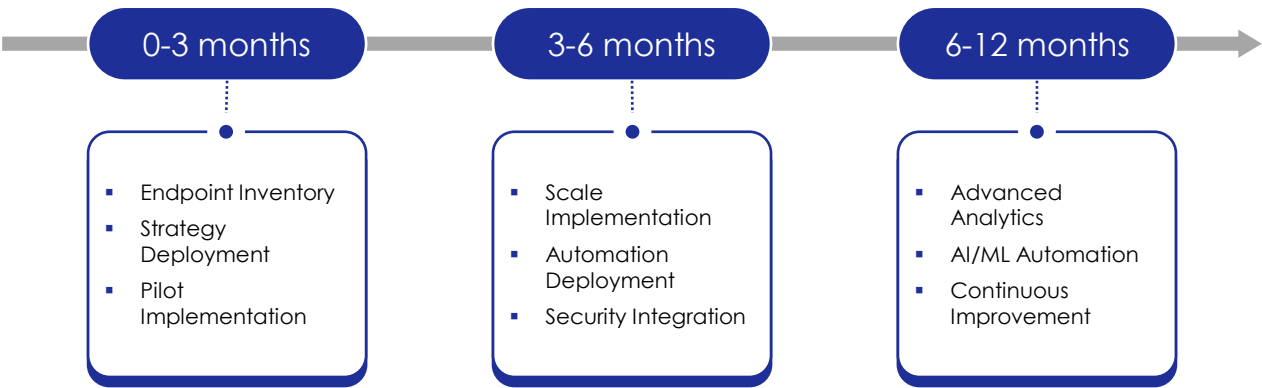 0-3 months
3-6 months
6-12 months
▪ Endpoint Inventory
▪ Strategy
Deployment
▪ Pilot
Implementation
▪ Scale
Implementation
▪ Automation
Deployment
▪ Security Integration
▪ Advanced
Analytics
▪ AI/ML Automation
▪ Continuous
Improvement